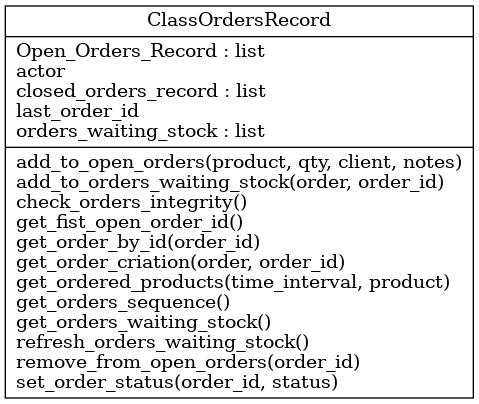 ClassOrdersRecord
Open_Orders_Record : list
actor
closed_orders_record : list
last_order_id
orders_waiting_stock : list
add_to_open_orders(product, qty, client, notes)
add_to_orders_waiting_stock(order, order_id)
check_orders_integrity()
get_fist_open_order_id()
get_order_by_id(order_id)
get_order_criation(order, order_id)
get_ordered_products(time_interval, product)
get_orders_sequence()
get_orders_waiting_stock()
refresh_orders_waiting_stock()
remove_from_open_orders(order_id)
set_order_status(order_id, status)